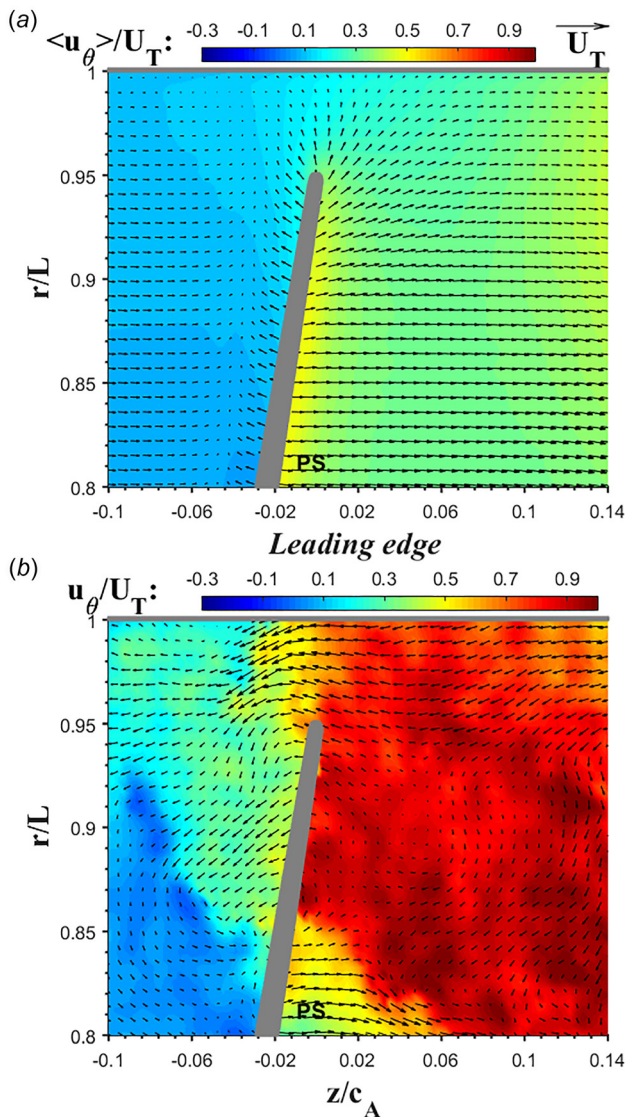 (a)
<u_θ>/U_T: -0.3 -0.1 0.1 0.3 0.5 0.7 0.9 U_T
1
0.95
0.9
0.85
0.8
r/L
PS
-0.1 -0.06 -0.02 0.02 0.06 0.1 0.14
Leading edge
(b)
u_θ/U_T: -0.3 -0.1 0.1 0.3 0.5 0.7 0.9
1
0.95
0.9
0.85
0.8
r/L
PS
-0.1 -0.06 -0.02 0.02 0.06 0.1 0.14
z/c_A